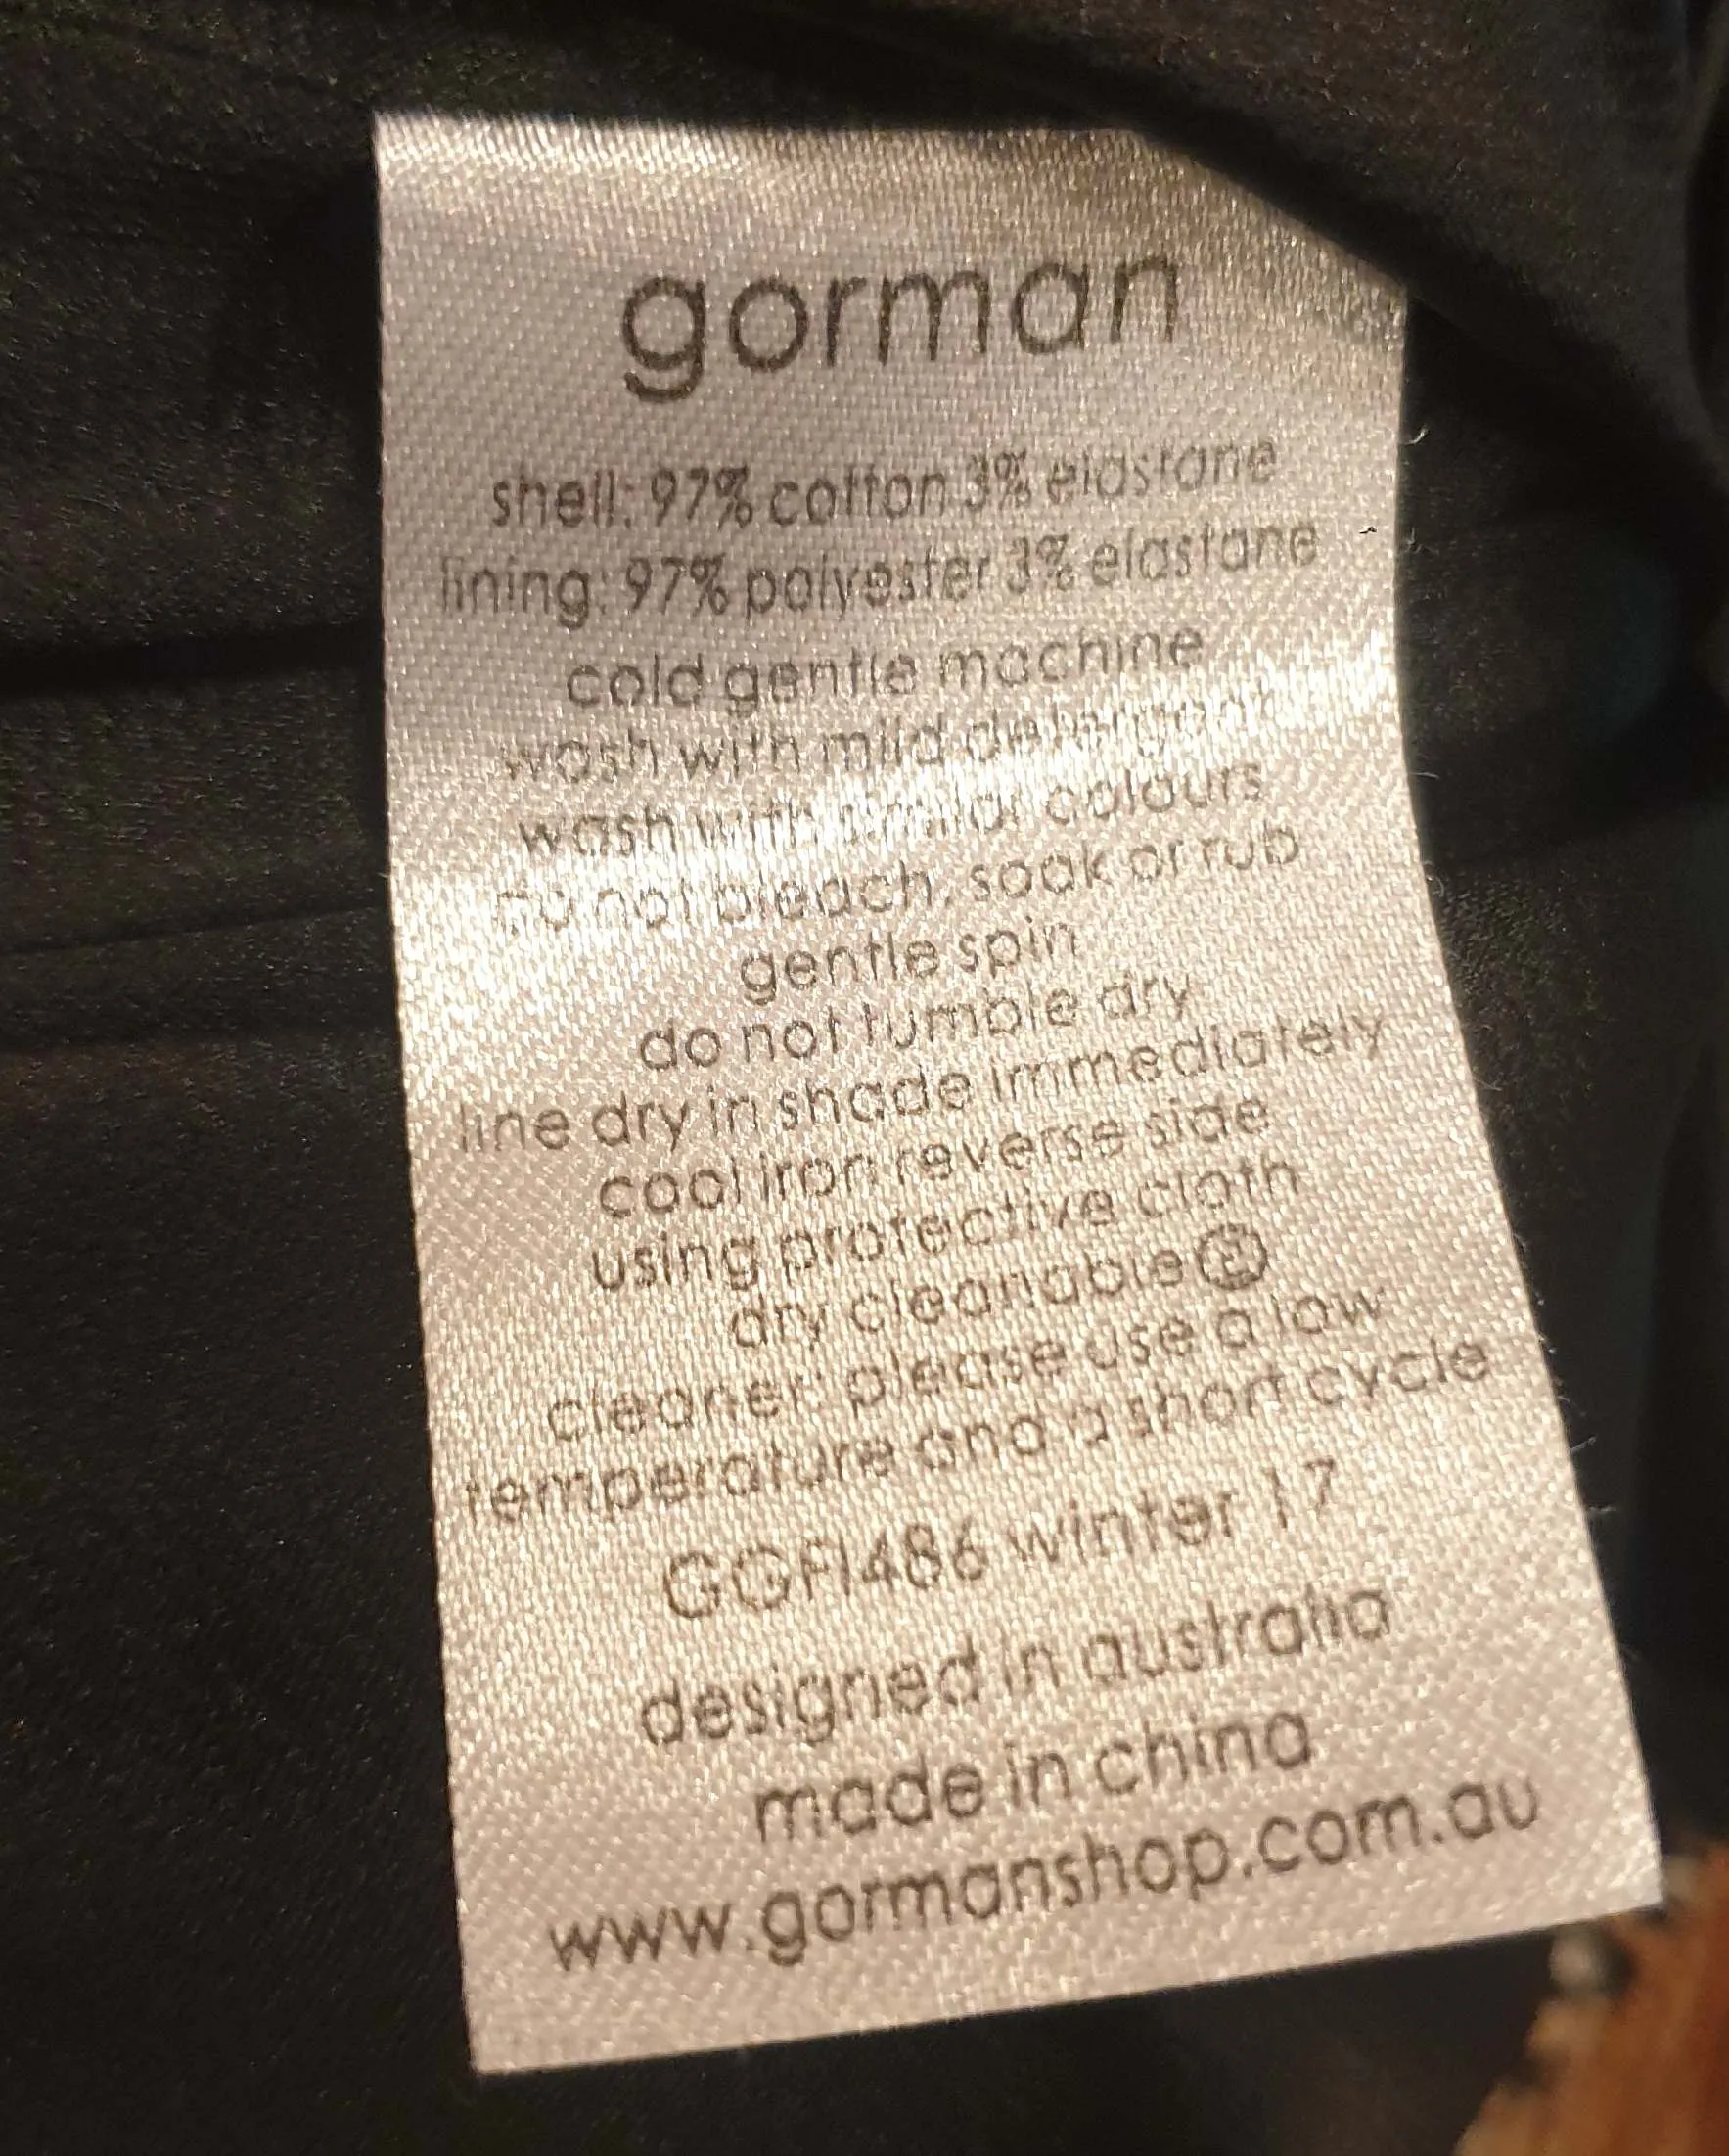 gorman
shell: 97% cotton 3% elastane
lining: 97% polyester 3% elastane
cold gentle machine
wash with mild detergent
wash with similar colours
do not bleach, soak or rub
gentle spin
do not tumble dry
line dry in shade immediately
cool iron reverse side
using protective cloth
dry cleanable Ⓟ
cleaner: please use a low
temperature and a short cycle
winter 17
designed in australia
made in china
www.gormanshop.com.au